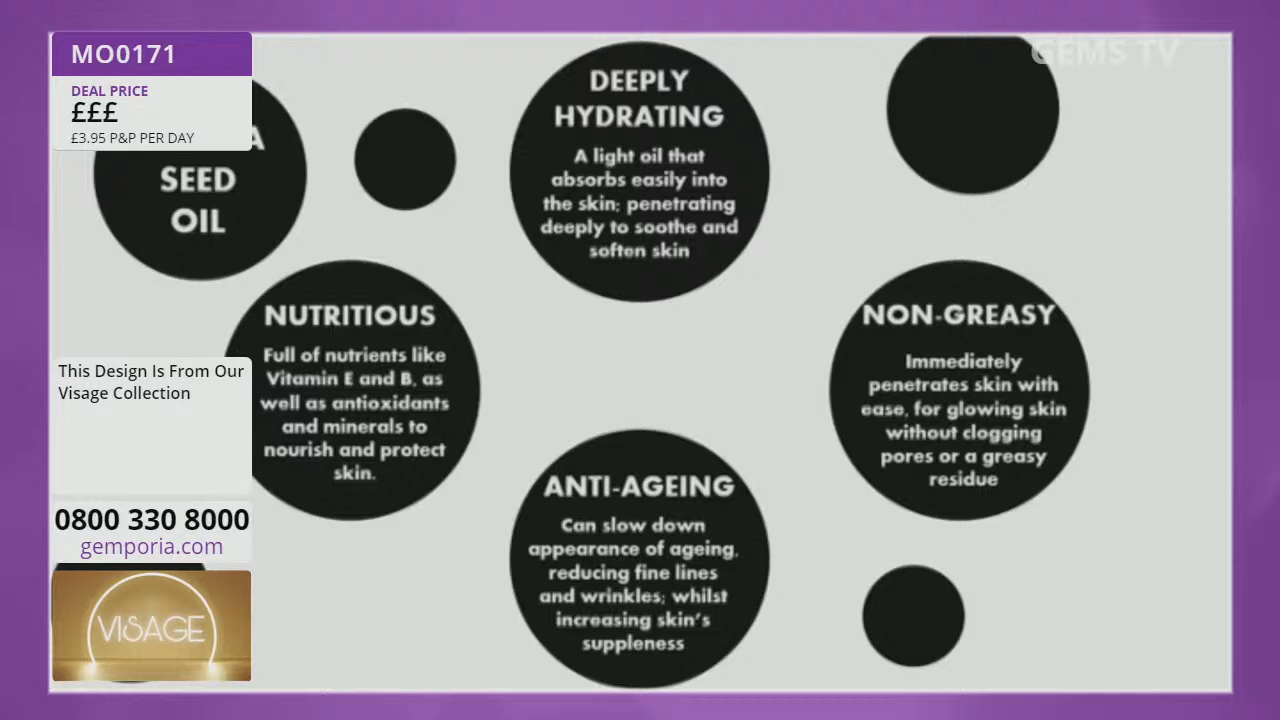 MO0171
DEAL PRICE
£££
£3.95 P&P PER DAY
SEED
OIL
GEMS TV
DEEPLY
HYDRATING
A light oil that
absorbs easily into
the skin; penetrating
deeply to soothe and
soften skin
NUTRITIOUS
Full of nutrients like
Vitamin E and B, as
well as antioxidants
and minerals to
nourish and protect
skin.
NON-GREASY
Immediately
penetrates skin with
ease, for glowing skin
without clogging
pores or a greasy
residue
ANTI-AGEING
Can slow down
appearance of ageing,
reducing fine lines
and wrinkles; whilst
increasing skin's
suppleness
This Design Is From Our
Visage Collection
0800 330 8000
gemporia.com
VISAGE